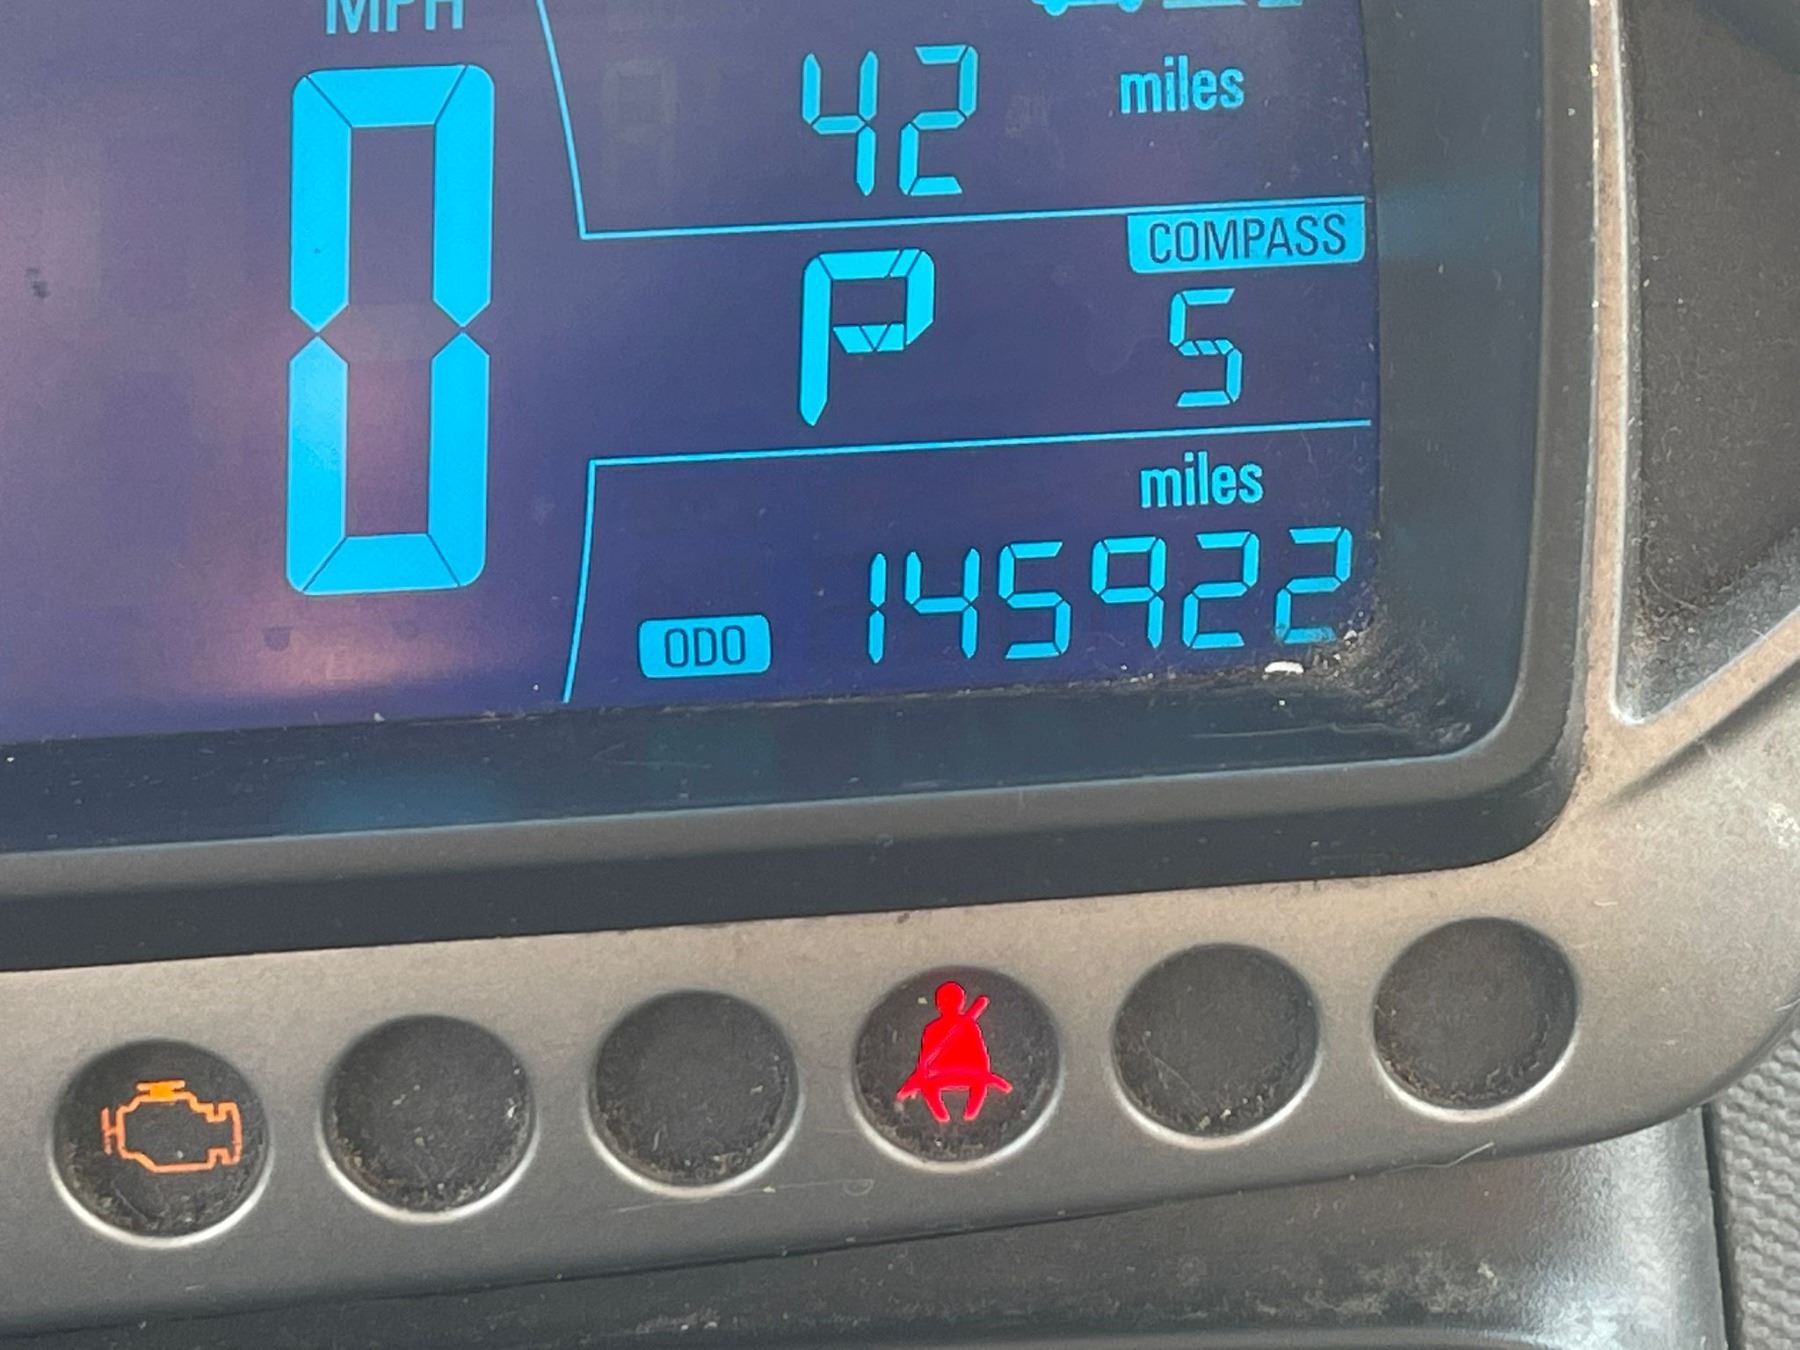 MPH
0
42 miles
COMPASS
P S
miles
ODO 145922